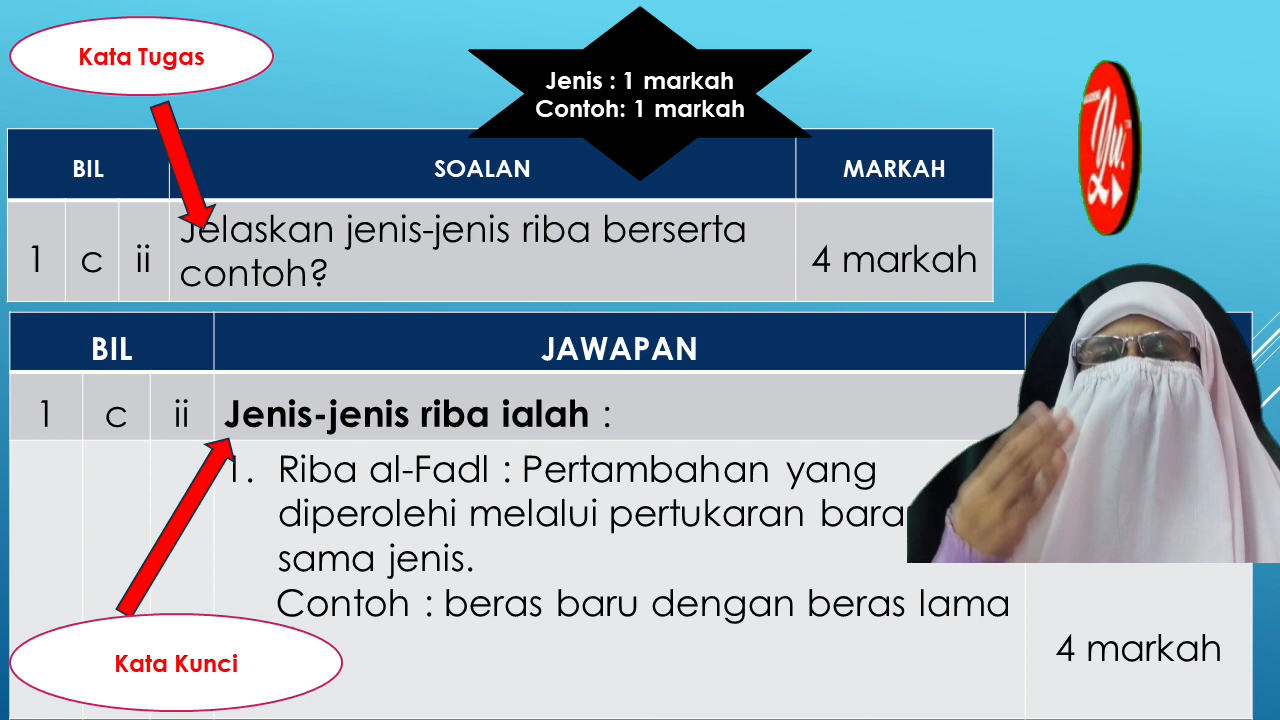 Kata Tugas
Jenis : 1 markah
Contoh: 1 markah
BIL SOALAN MARKAH
1 c ii Jelaskan jenis-jenis riba berserta
contoh? 4 markah
BIL JAWAPAN
1 c ii Jenis-jenis riba ialah :
1. Riba al-Fadl : Pertambahan yang
diperolehi melalui pertukaran
sama jenis.
Contoh : beras baru dengan beras lama
4 markah
Kata Kunci